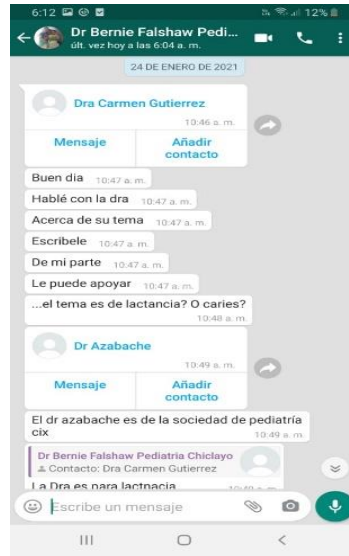 6:12 12%
Dr Bernie Falshaw Pedi...
últ. vez hoy a las 6:04 a. m.
24 DE ENERO DE 2021
Dra Carmen Gutierrez
10:46 a. m.
Mensaje Añadir contacto
Buen dia 10:47 a. m.
Hablé con la dra 10:47 a. m.
Acerca de su tema 10:47 a. m.
Escribele 10:47 a. m.
De mi parte 10:47 a. m.
Le puede apoyar 10:47 a. m.
...el tema es de lactancia? O caries?
10:48 a. m.
Dr Azabache
10:49 a. m.
Mensaje Añadir contacto
El dr azabache es de la sociedad de pediatría
cix 10:49 a. m.
Dr Bernie Falshaw Pediatria Chiclayo
Contacto: Dra Carmen Gutierrez
La Dra es para lactnacia
Escribe un mensaje